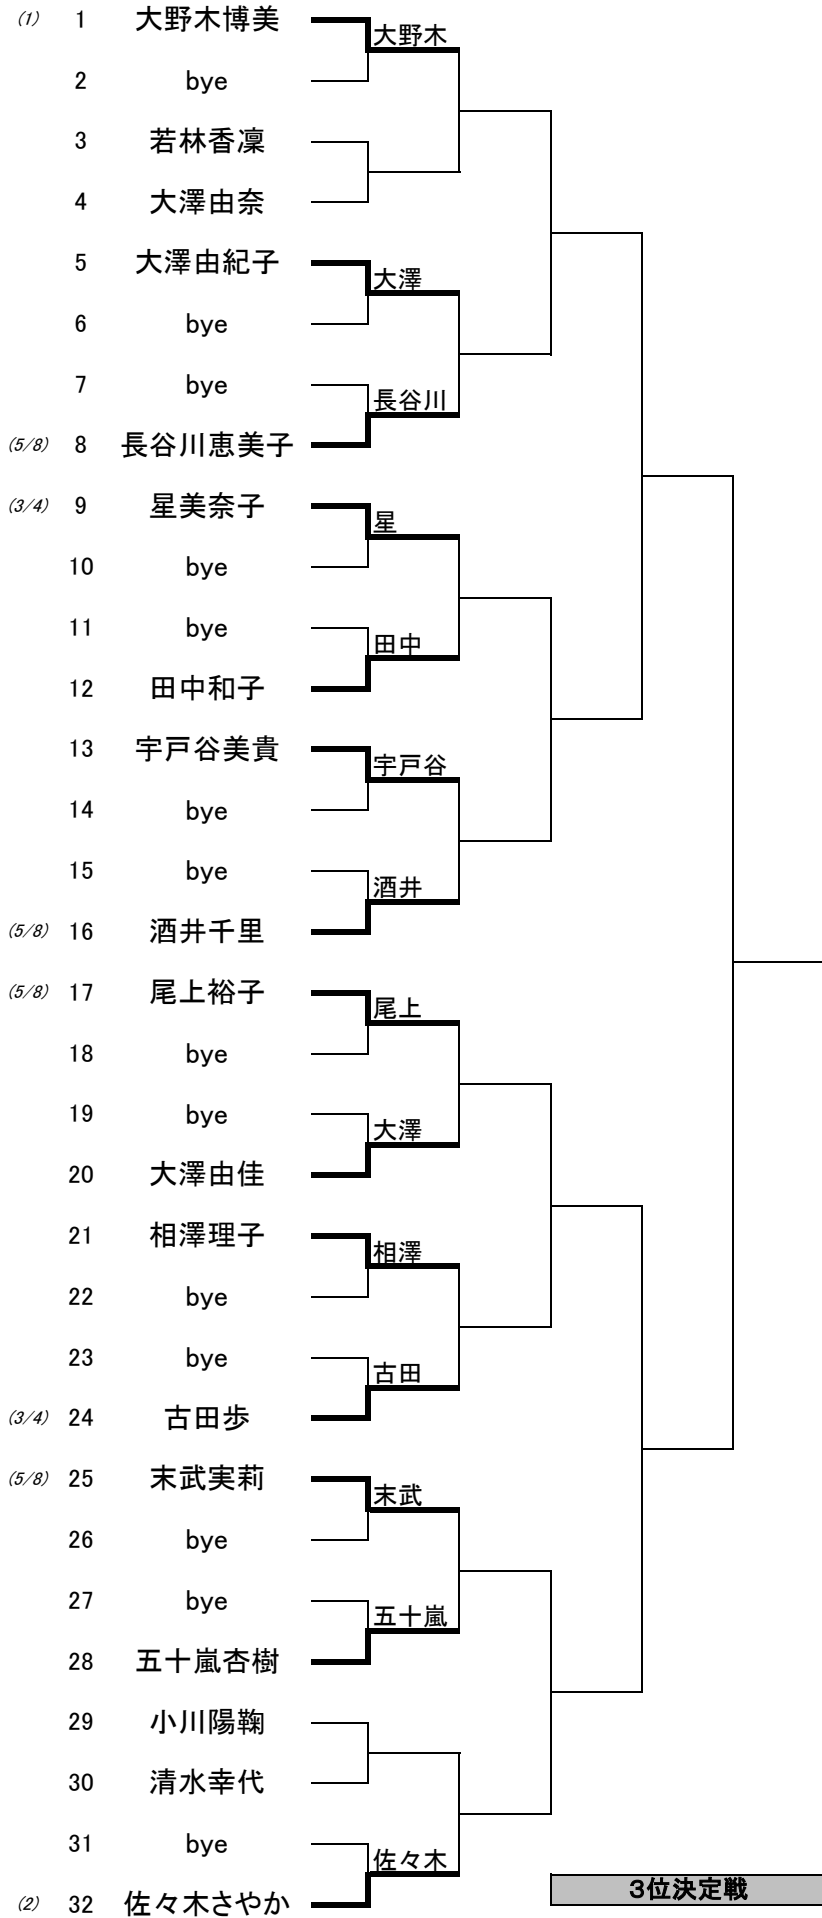 (1) 1 大野木博美
大野木
2 bye
3 若林香凜
4 大澤由奈
5 大澤由紀子
大澤
6 bye
7 bye
長谷川
(5/8) 8 長谷川恵美子
(3/4) 9 星美奈子
星
10 bye
11 bye
田中
12 田中和子
13 宇戸谷美貴
宇戸谷
14 bye
15 bye
酒井
(5/8) 16 酒井千里
(5/8) 17 尾上裕子
尾上
18 bye
19 bye
大澤
20 大澤由佳
21 相澤理子
相澤
22 bye
23 bye
古田
(3/4) 24 古田歩
(5/8) 25 末武実莉
末武
26 bye
27 bye
五十嵐
28 五十嵐杏樹
29 小川陽鞠
30 清水幸代
31 bye
佐々木
(2) 32 佐々木さやか
3位決定戦